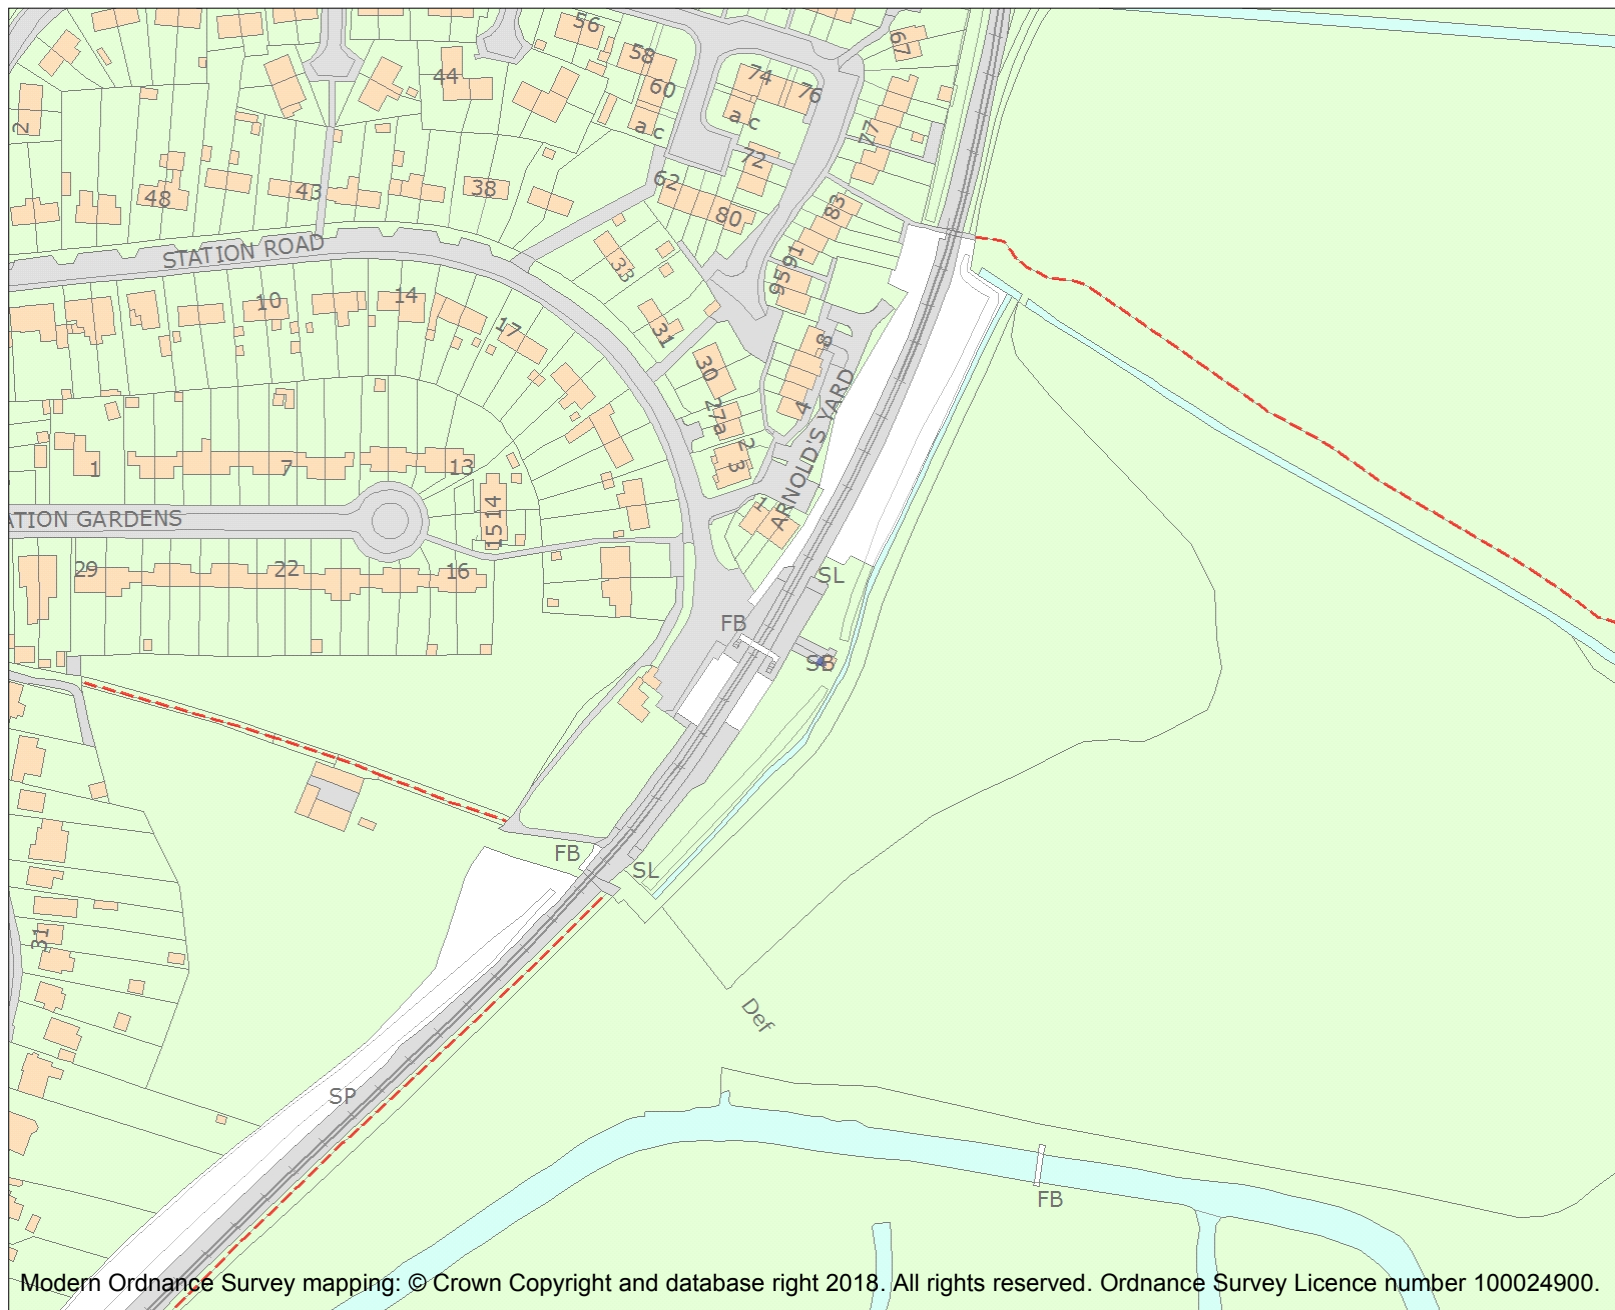 56
58
60
a c
67
74
76
a c
44
2
77
72
62
80
48
43
38
83
STATION ROAD
33
91
95
10
14
17
31
8
30
4
27a
ARNOLD'S YARD
2
3
1
7
13
14
15
1
ATION GARDENS
29
22
16
SL
FB
SB
FB
SL
31
Def
SP
FB
Modern Ordnance Survey mapping: © Crown Copyright and database right 2018. All rights reserved. Ordnance Survey Licence number 100024900.